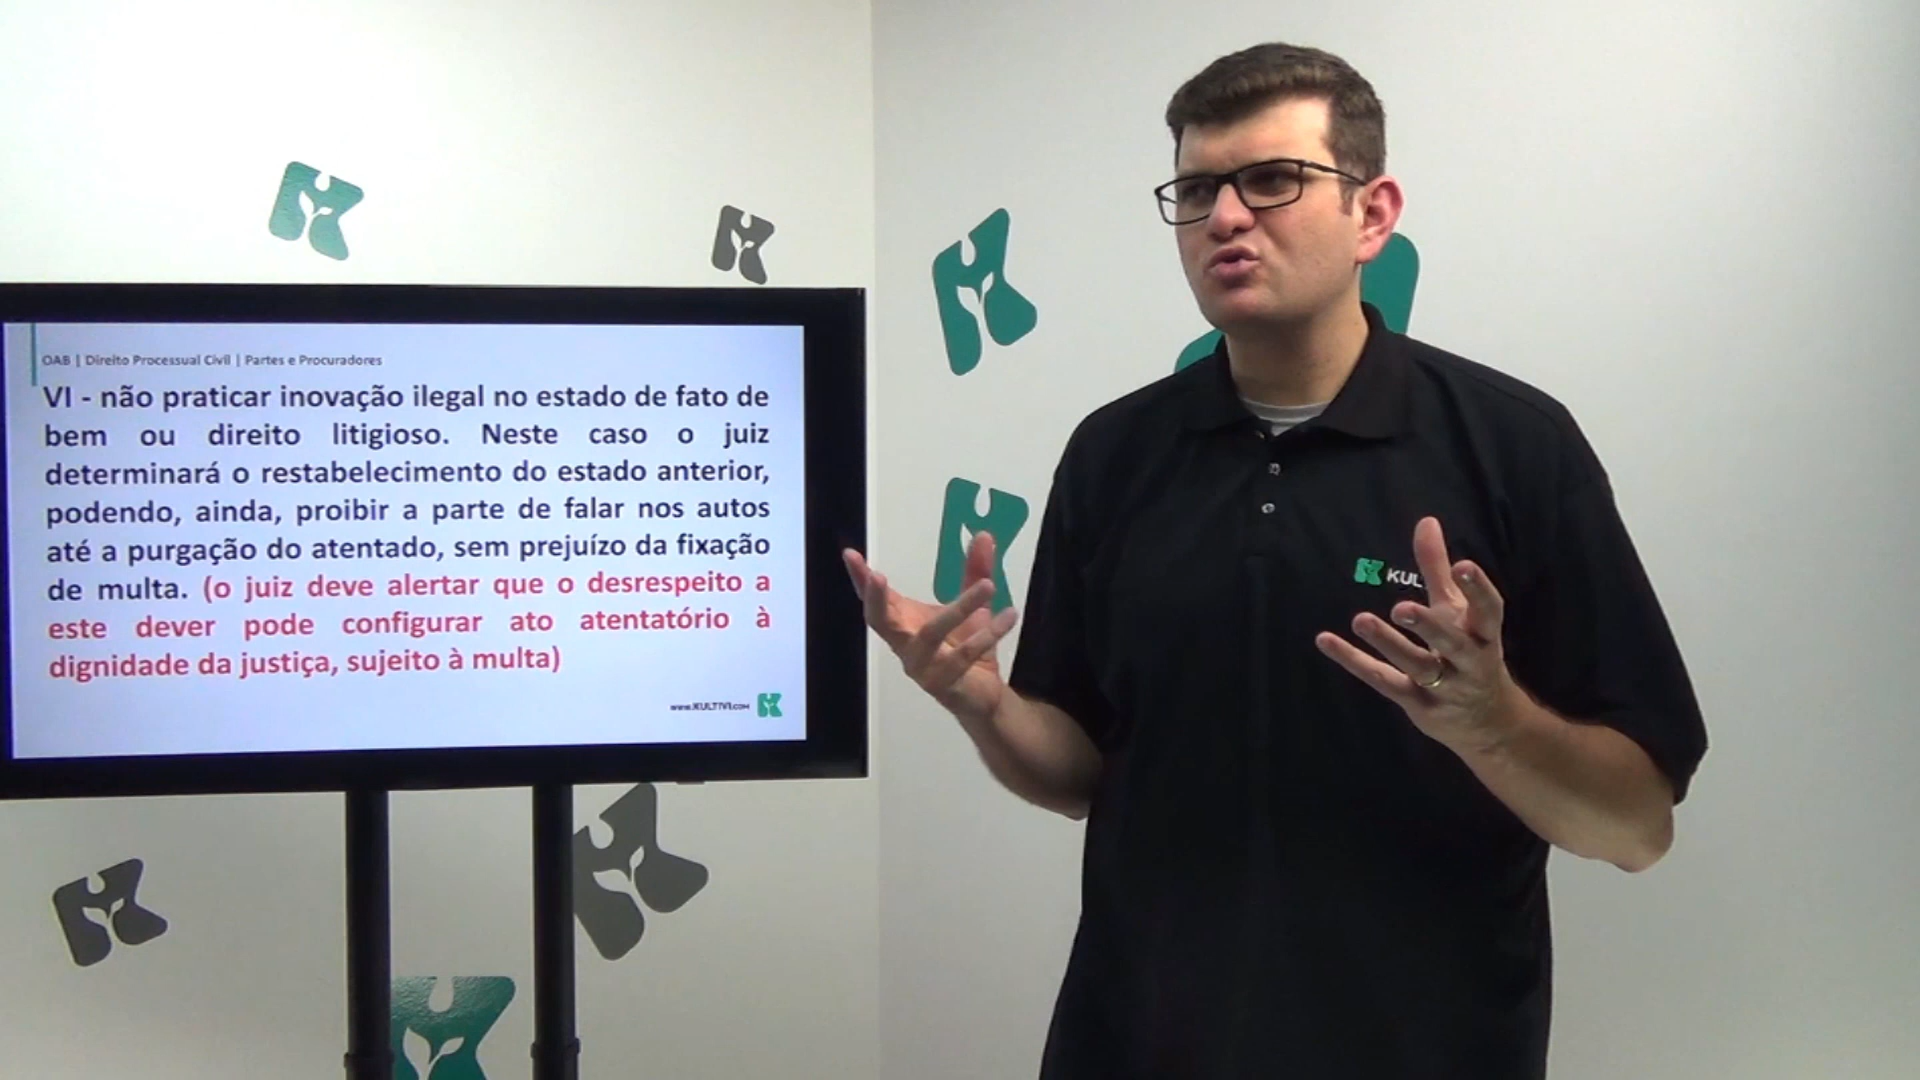 OAB | Direito Processual Civil | Partes e Procuradores
VI - não praticar inovação ilegal no estado de fato de
bem ou direito litigioso. Neste caso o juiz
determinará o restabelecimento do estado anterior,
podendo, ainda, proibir a parte de falar nos autos
até a purgação do atentado, sem prejuízo da fixação
de multa. (o juiz deve alertar que o desrespeito a
este dever pode configurar ato atentatório à
dignidade da justiça, sujeito à multa)
www.KULTIVI.COM
KUL